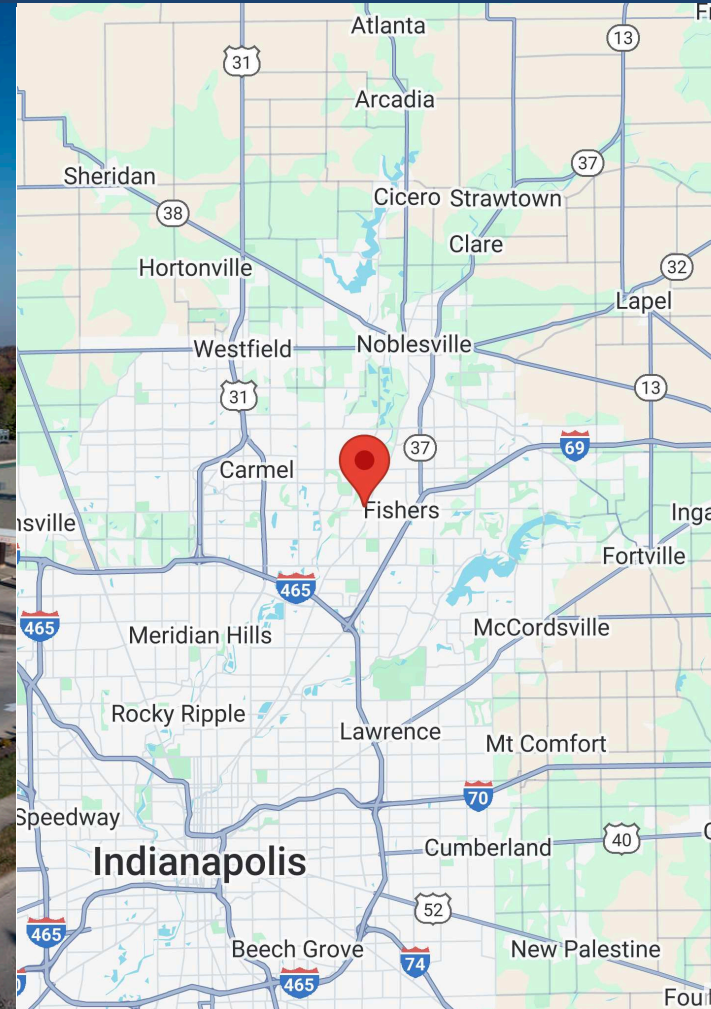 Atlanta
31
13
Arcadia
37
Sheridan
Cicero
Strawtown
38
Clare
Hortonville
32
Lapel
Westfield
Noblesville
31
13
37
69
Carmel
Fishers
nsville
Inga
Fortville
465
465
Meridian Hills
McCordsville
Rocky Ripple
Lawrence
Mt Comfort
70
Speedway
40
Cumberland
Indianapolis
52
465
Beech Grove
New Palestine
74
465
Fou